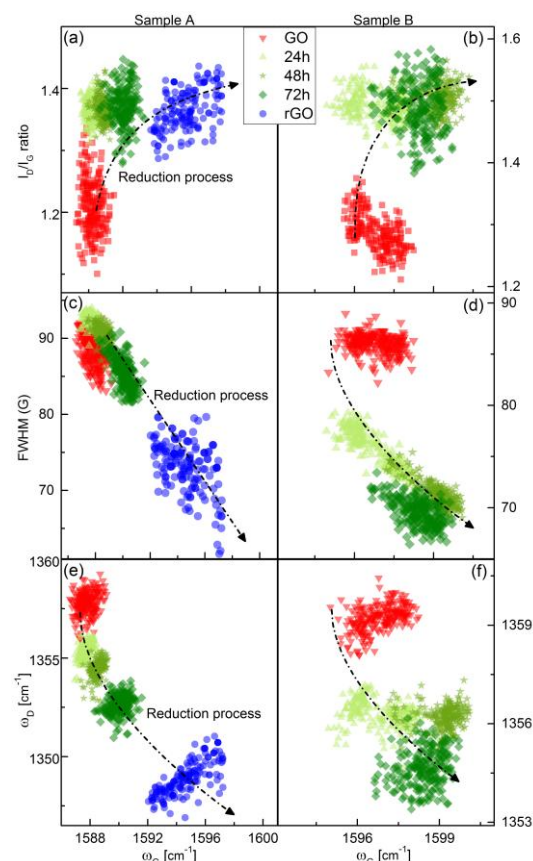 Sample A
Sample B
(a)
GO
24h
48h
72h
rGO
(b)
1.6
1.4
1.2
I_D/I_G ratio
Reduction process
1.4
1.2
(c)
(d)
90
80
70
90
80
70
FWHM (G)
Reduction process
1360
1355
1350
(e)
(f)
ω_D [cm⁻¹]
Reduction process
1359
1356
1353
1588 1592 1596 1600
1596 1599
ω_G [cm⁻¹]
ω_G [cm⁻¹]